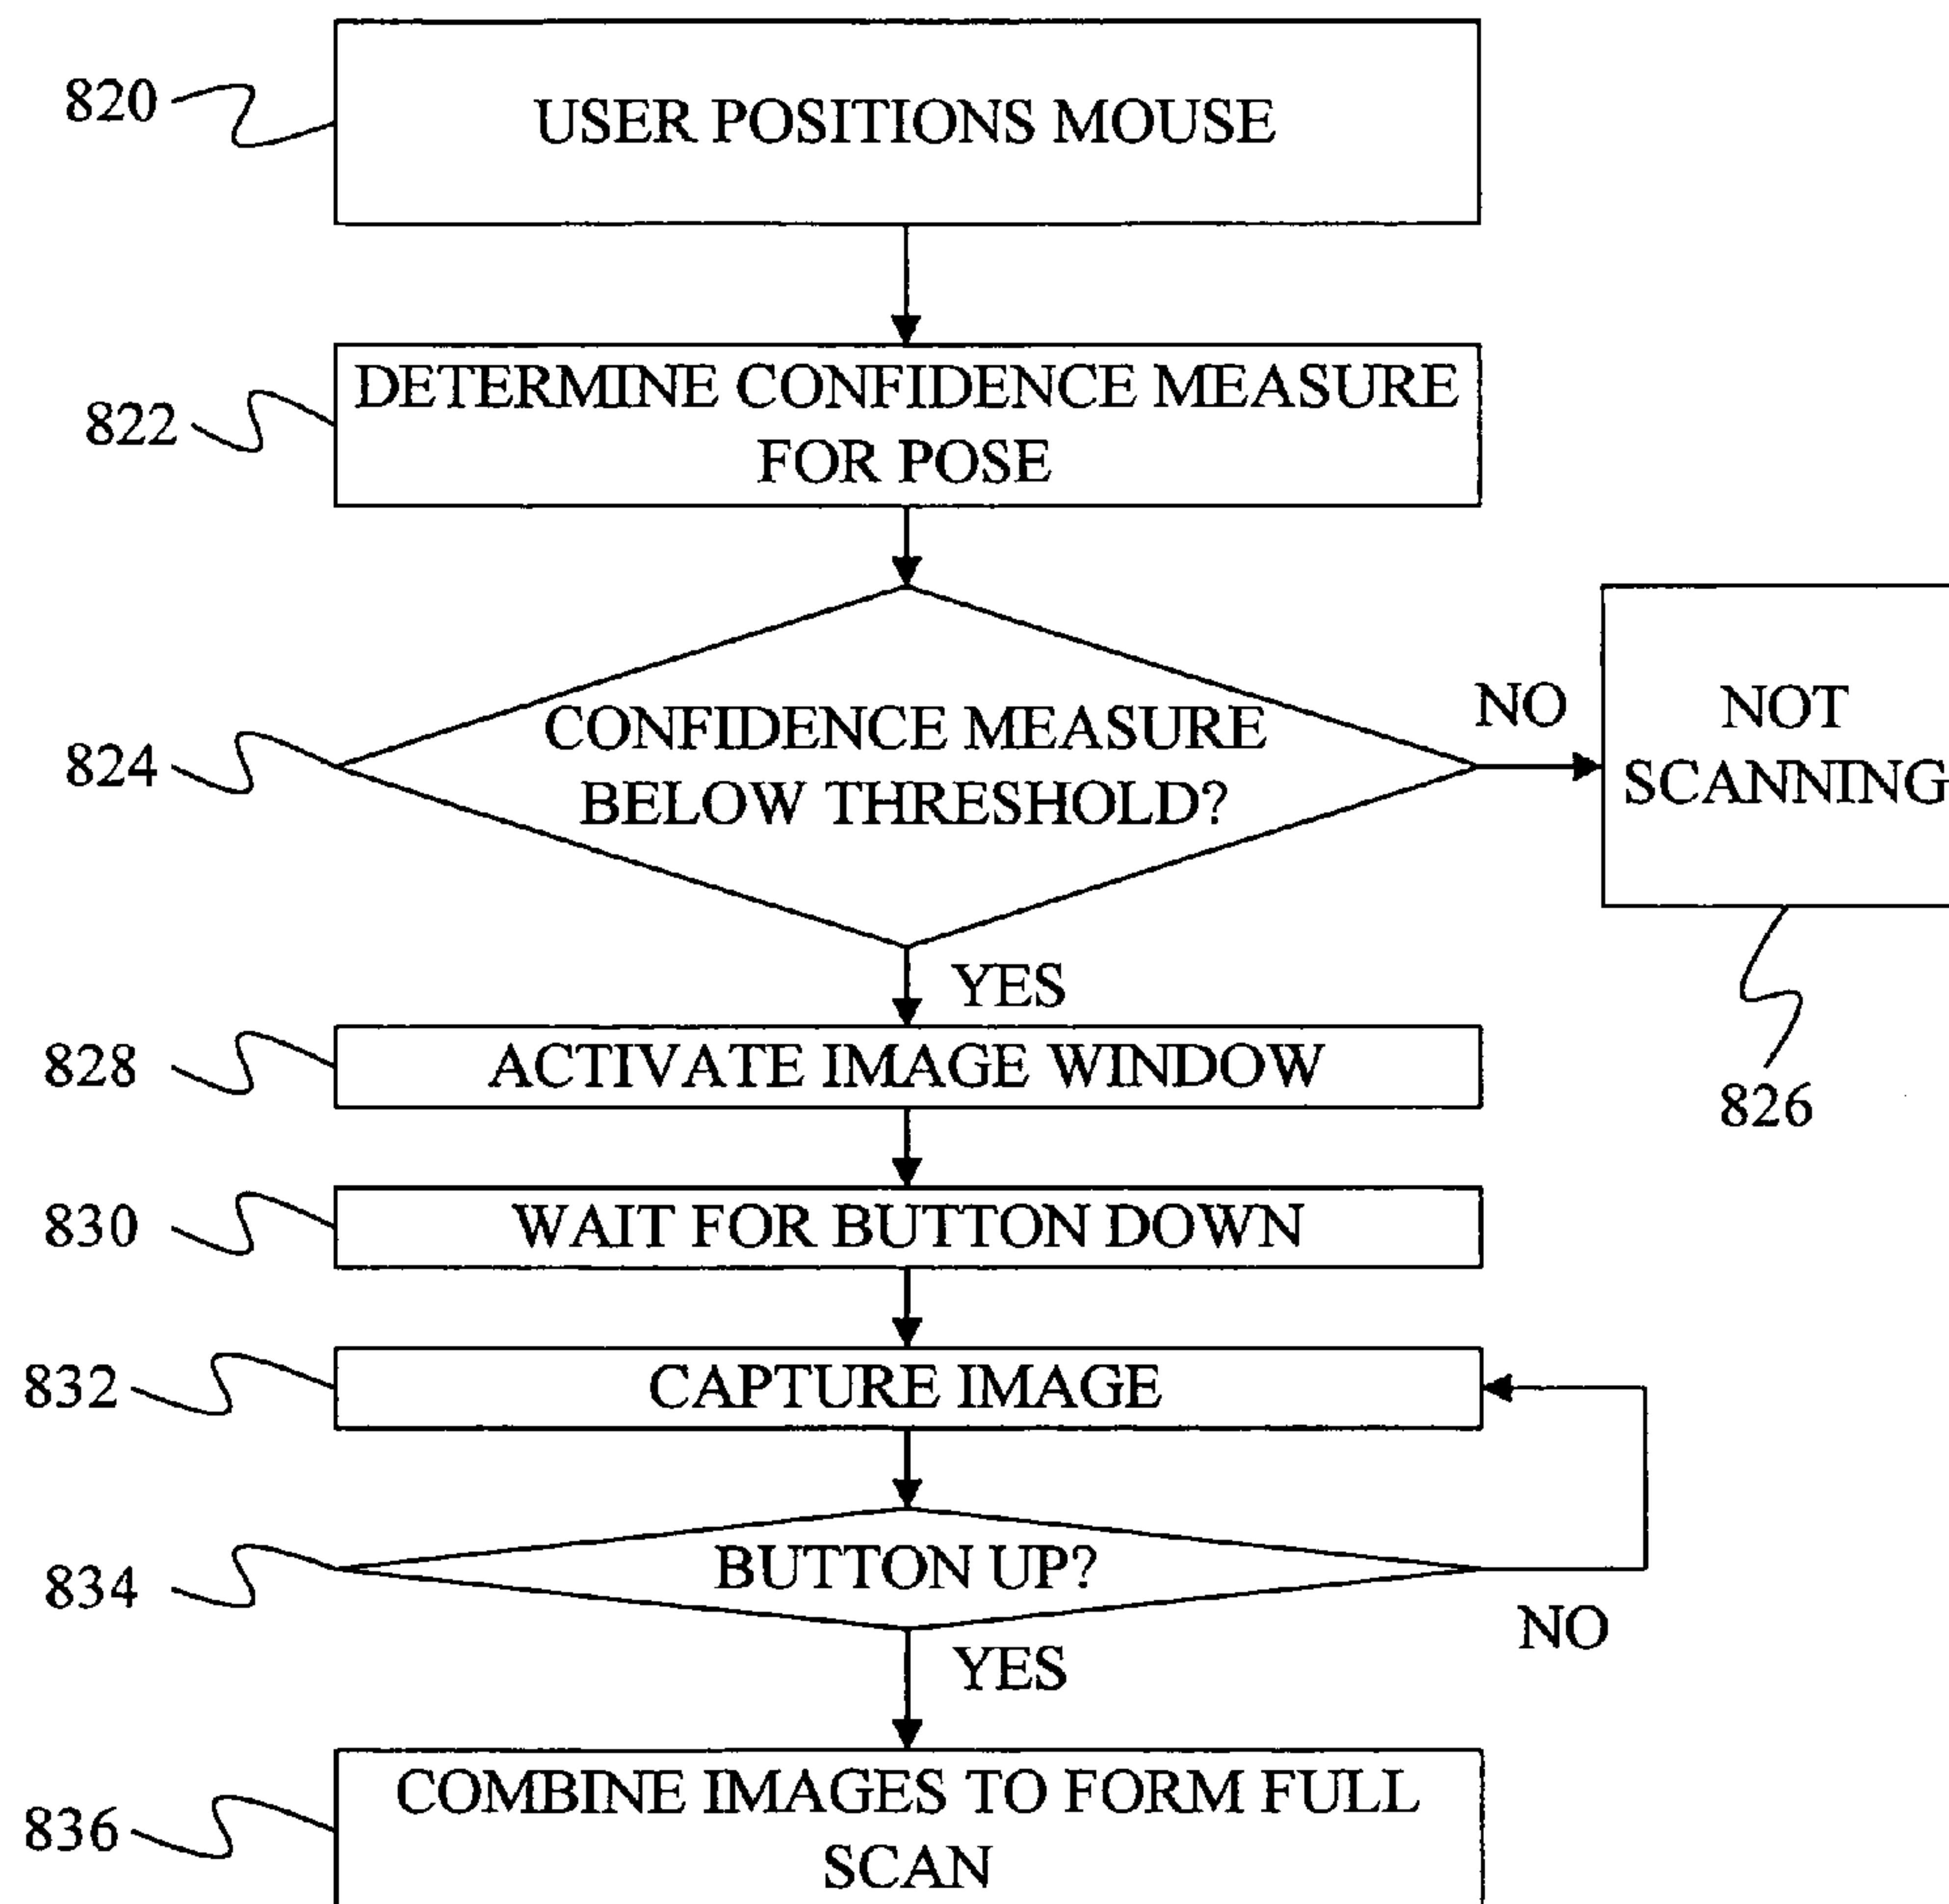 820
USER POSITIONS MOUSE
822
DETERMINE CONFIDENCE MEASURE
FOR POSE
824
CONFIDENCE MEASURE
BELOW THRESHOLD?
NO
NOT
SCANNING
826
YES
828
ACTIVATE IMAGE WINDOW
830
WAIT FOR BUTTON DOWN
832
CAPTURE IMAGE
834
BUTTON UP?
NO
YES
836
COMBINE IMAGES TO FORM FULL
SCAN